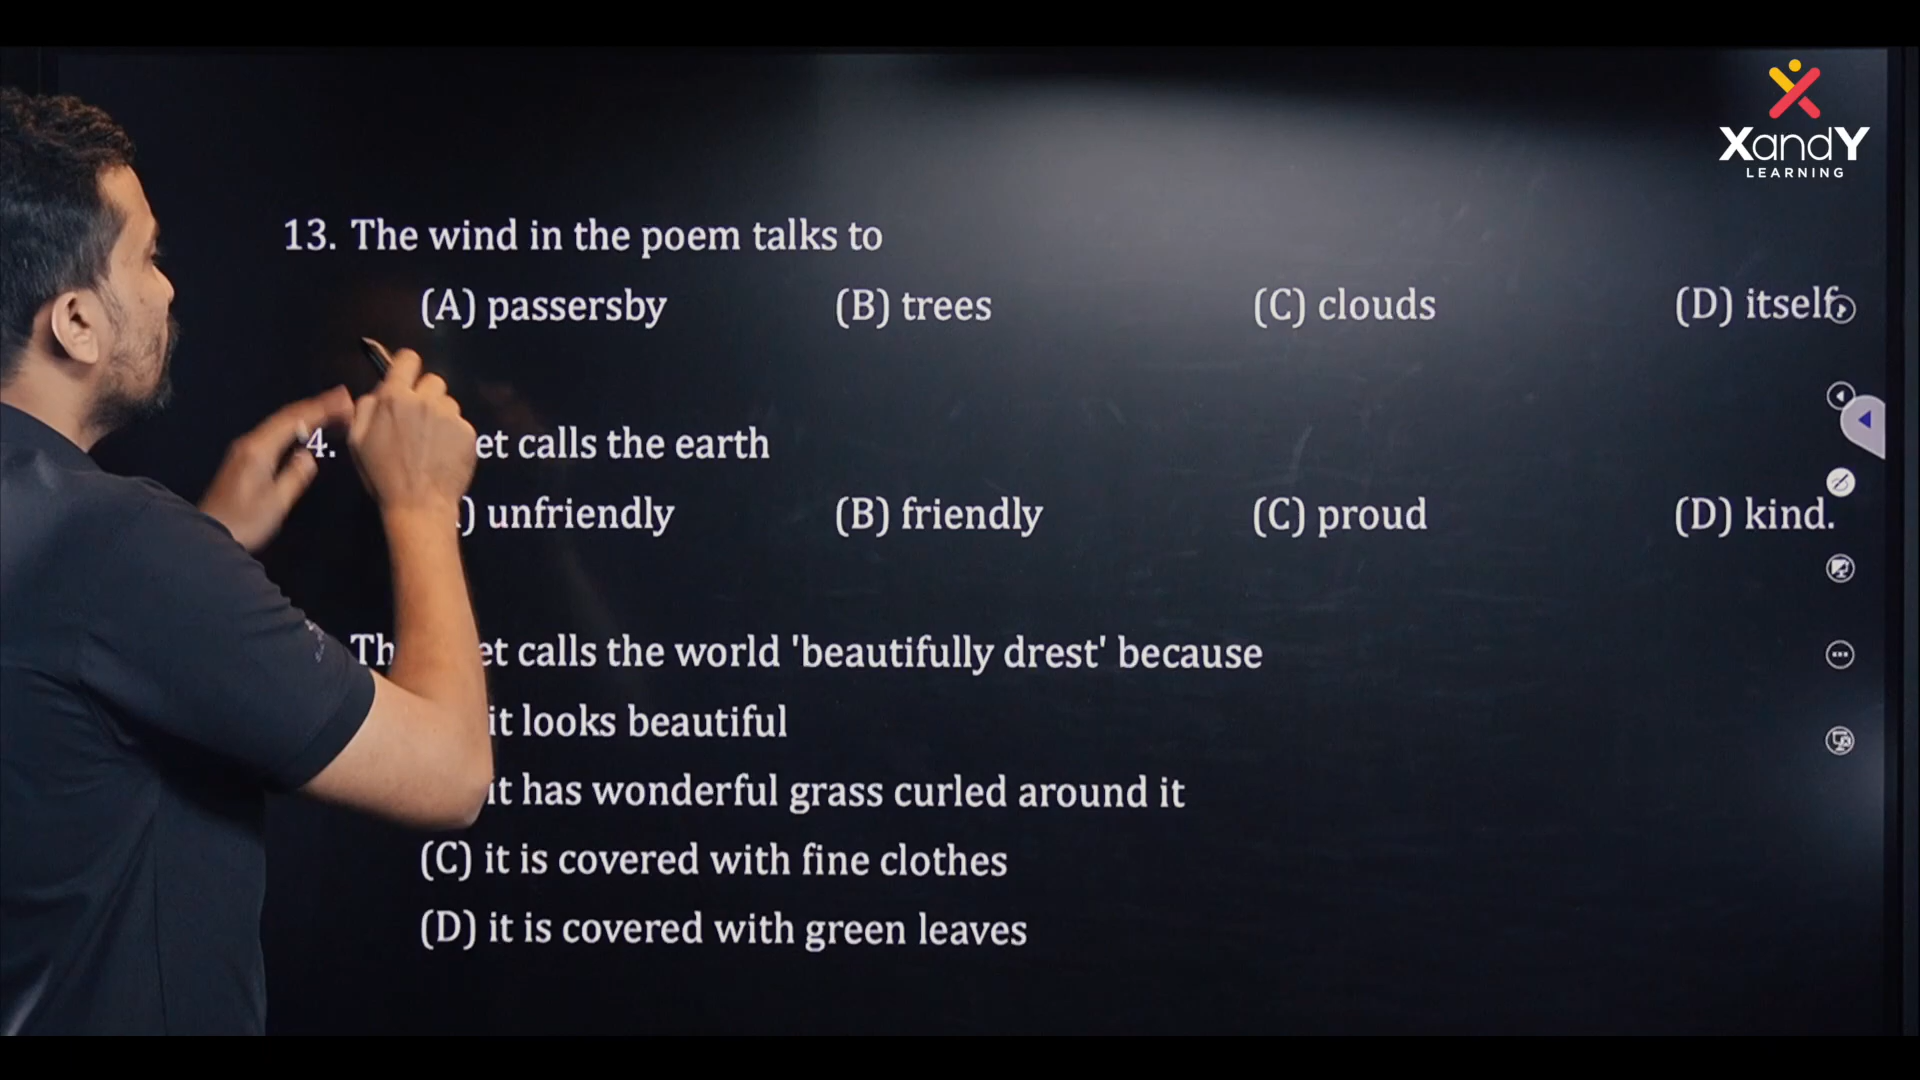 XandY
LEARNING
13. The wind in the poem talks to
(A) passersby (B) trees (C) clouds (D) itself
4. et calls the earth
) unfriendly (B) friendly (C) proud (D) kind.
et calls the world 'beautifully drest' because
it looks beautiful
it has wonderful grass curled around it
(C) it is covered with fine clothes
(D) it is covered with green leaves